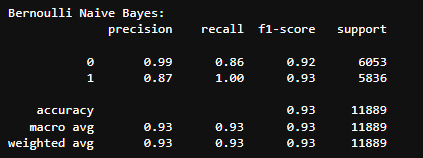 Bernoulli Naive Bayes:
precision recall f1-score support
0 0.99 0.86 0.92 6053
1 0.87 1.00 0.93 5836
accuracy 0.93 11889
macro avg 0.93 0.93 0.93 11889
weighted avg 0.93 0.93 0.93 11889